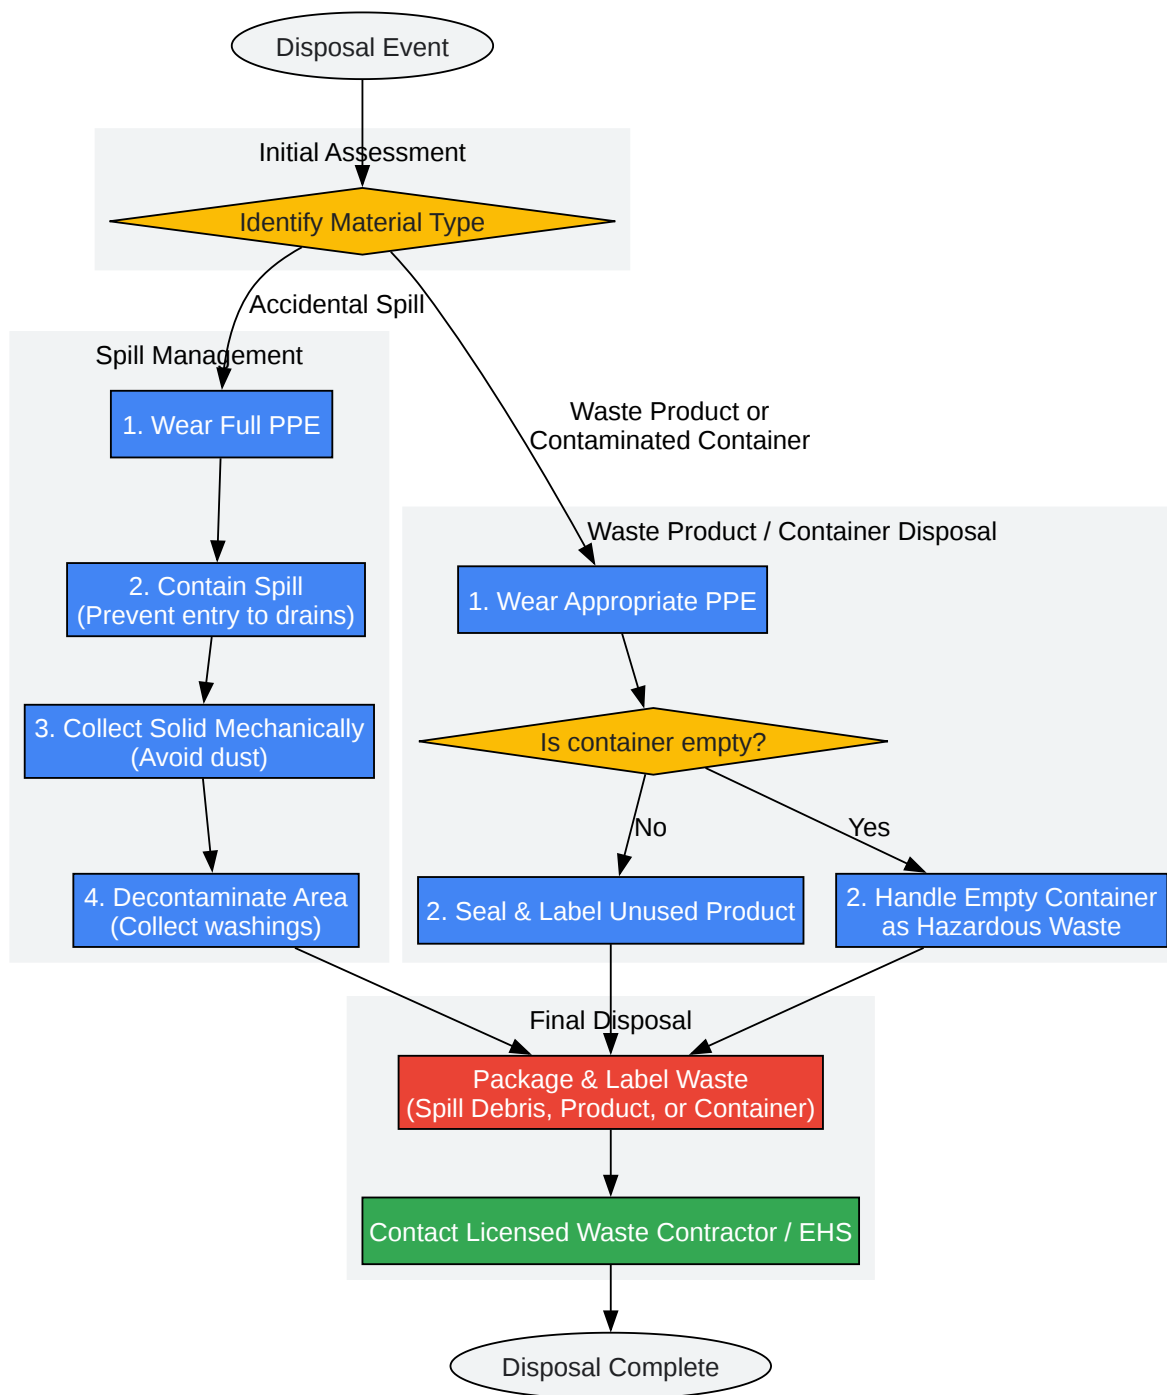 Disposal Event
Initial Assessment
Identify Material Type
Accidental Spill
Spill Management
1. Wear Full PPE
Waste Product or
Contaminated Container
Waste Product / Container Disposal
2. Contain Spill
(Prevent entry to drains)
1. Wear Appropriate PPE
3. Collect Solid Mechanically
(Avoid dust)
Is container empty?
No
Yes
4. Decontaminate Area
(Collect washings)
2. Seal & Label Unused Product
2. Handle Empty Container
as Hazardous Waste
Final Disposal
Package & Label Waste
(Spill Debris, Product, or Container)
Contact Licensed Waste Contractor / EHS
Disposal Complete